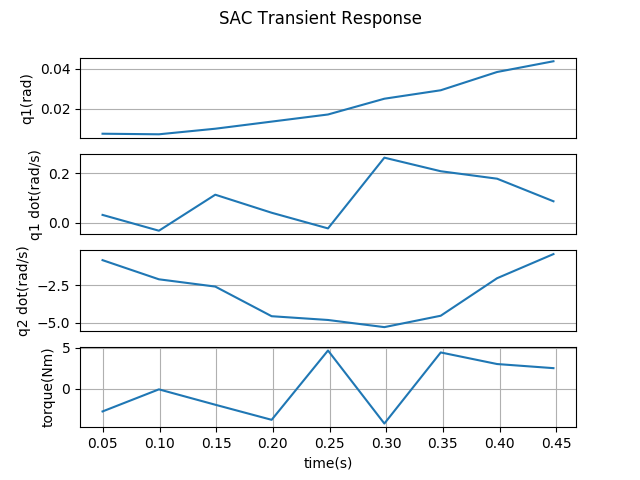 SAC Transient Response
q1(rad)
0.04
0.02
q1 dot(rad/s)
0.2
0.0
q2 dot(rad/s)
−2.5
−5.0
torque(Nm)
5
0
0.05 0.10 0.15 0.20 0.25 0.30 0.35 0.40 0.45
time(s)